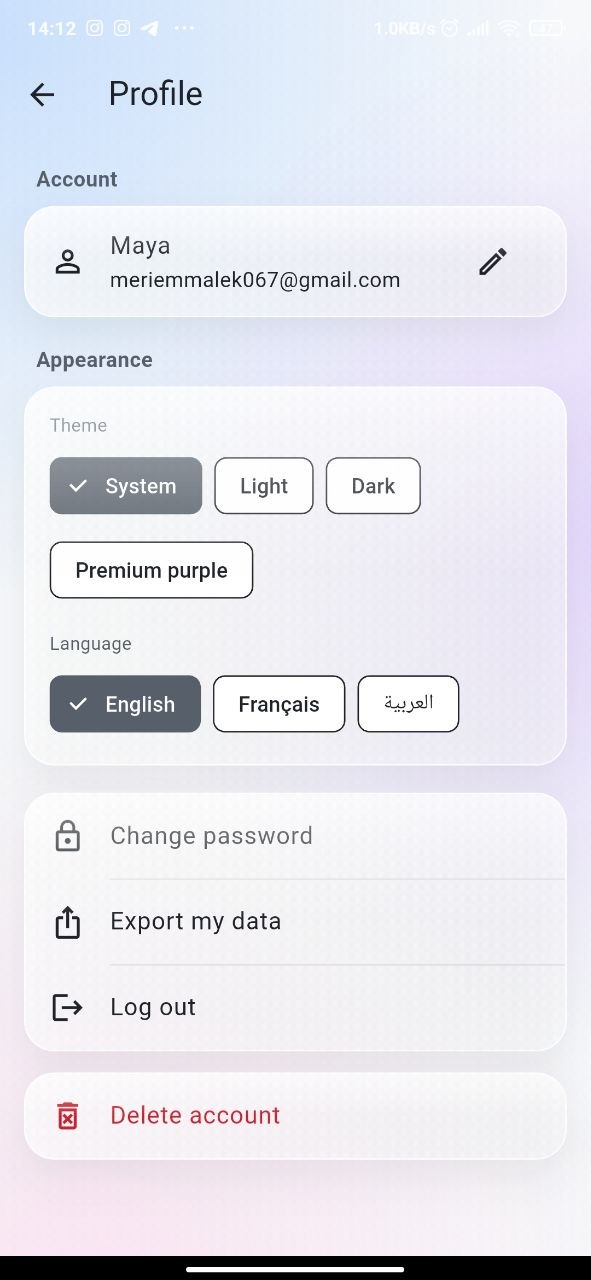 14:12
1.0KB/s
Profile
Account
Maya
meriemmalek067@gmail.com
Appearance
Theme
System Light Dark
Premium purple
Language
English Français العربية
Change password
Export my data
Log out
Delete account